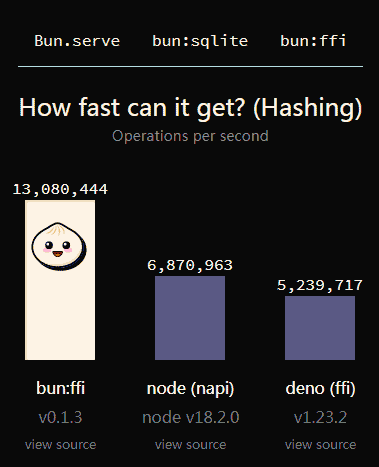 Bun.serve bun:sqlite bun:ffi
How fast can it get? (Hashing)
Operations per second
13,080,444
6,870,963
5,239,717
bun:ffi node (napi) deno (ffi)
v0.1.3 node v18.2.0 v1.23.2
view source view source view source